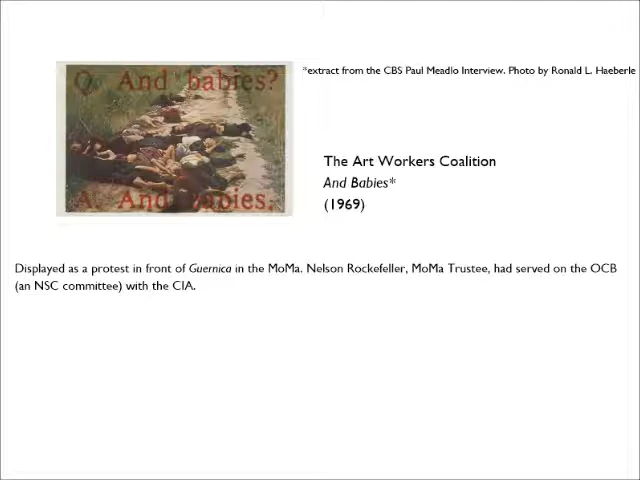 Q. And babies?
*extract from the CBS Paul Meadlo Interview. Photo by Ronald L. Haeberle
The Art Workers Coalition
And Babies*
(1969)
A. And babies.
Displayed as a protest in front of Guernica in the MoMa. Nelson Rockefeller, MoMa Trustee, had served on the OCB
(an NSC committee) with the CIA.